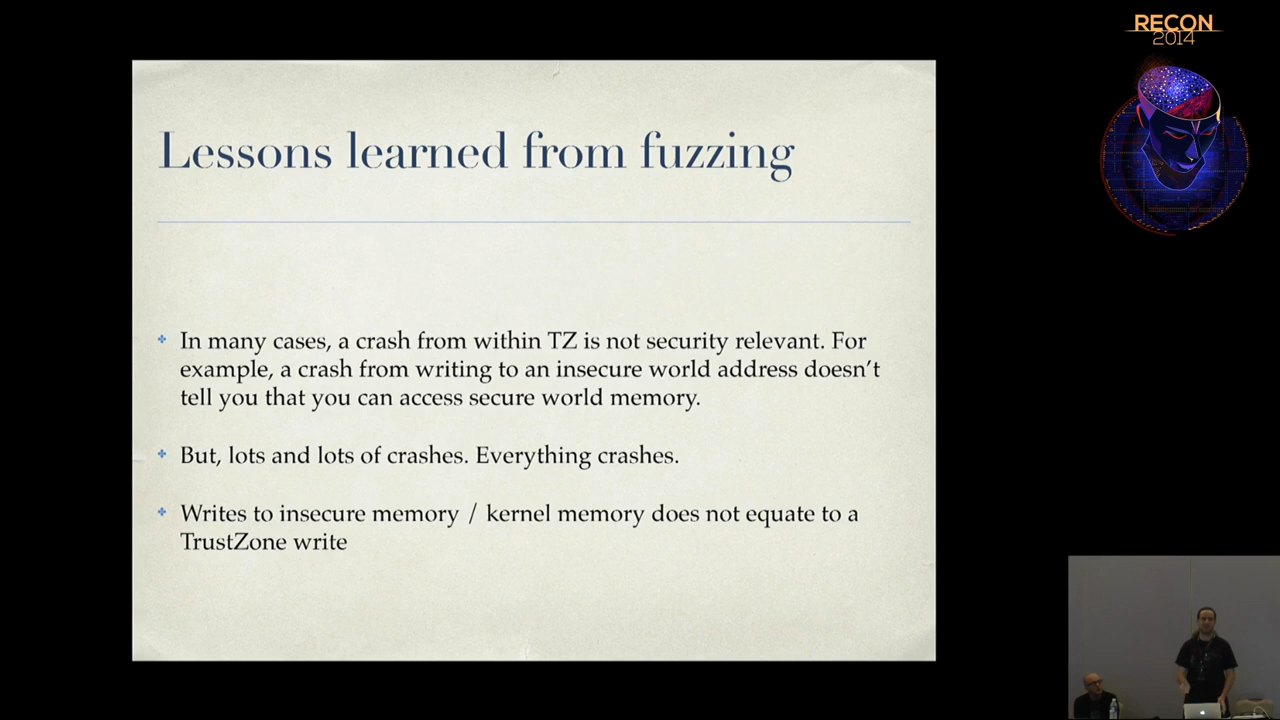 RECON
2014
Lessons learned from fuzzing
In many cases, a crash from within TZ is not security relevant. For
example, a crash from writing to an insecure world address doesn't
tell you that you can access secure world memory.
But, lots and lots of crashes. Everything crashes.
Writes to insecure memory / kernel memory does not equate to a
TrustZone write